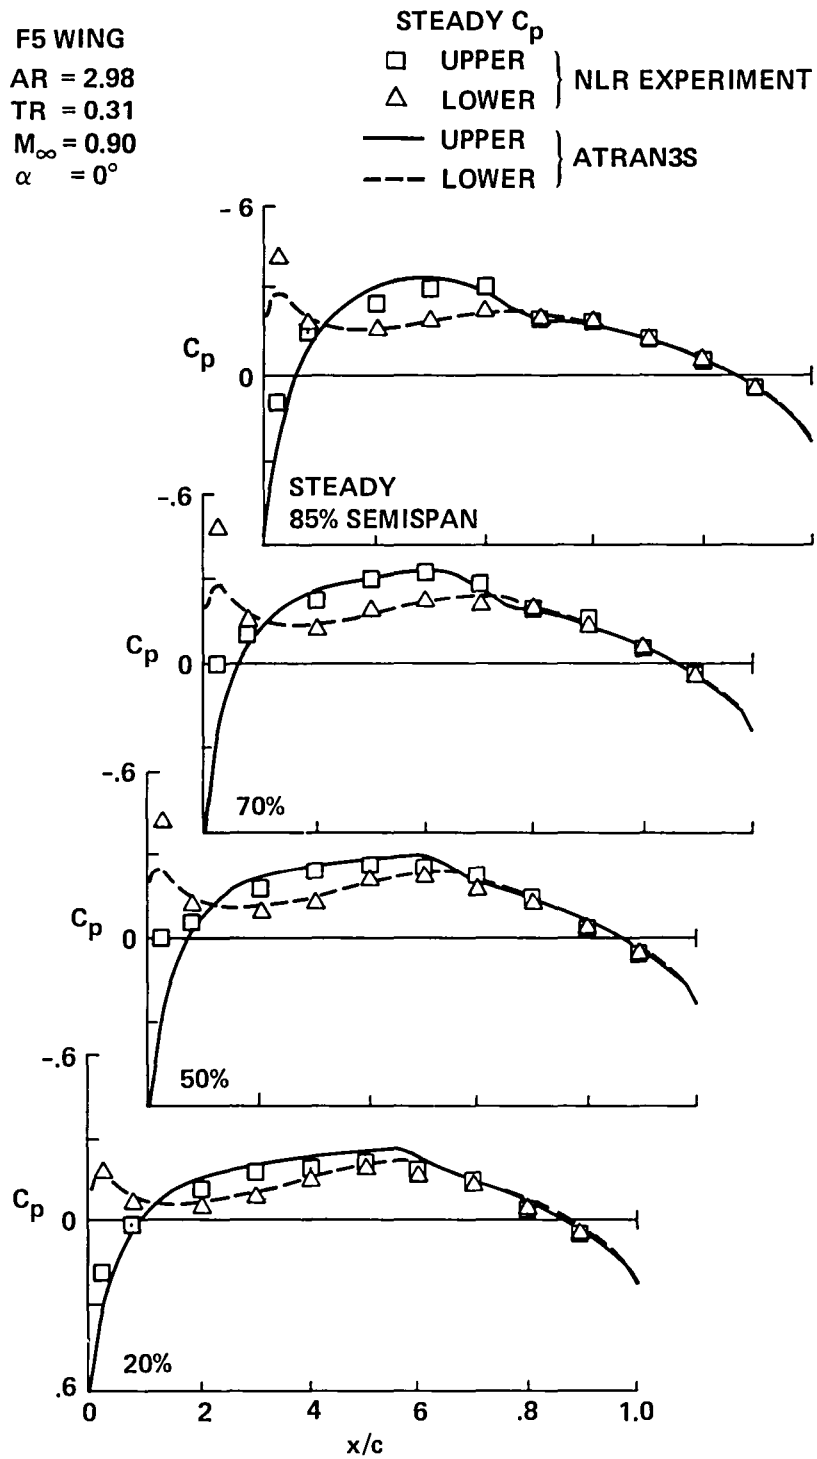 F5 WING
AR = 2.98
TR = 0.31
M∞ = 0.90
α = 0°
STEADY Cp
□ UPPER
△ LOWER
NLR EXPERIMENT
UPPER
LOWER
ATRAN3S
- 6
Cp
0
STEADY
85% SEMISPAN
-.6
Cp
0
70%
-.6
Cp
0
50%
-.6
Cp
0
20%
.6
0 2 4 6 .8 1.0
x/c